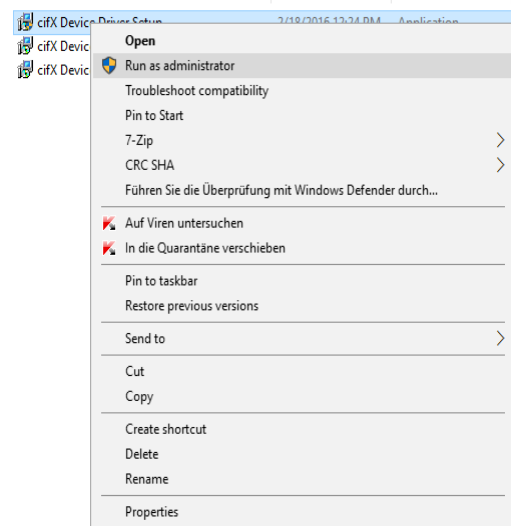 cifX Device Driver Setup 2/18/2016 12:24 PM Application
cifX Devic
cifX Devic
Open
Run as administrator
Troubleshoot compatibility
Pin to Start
7-Zip
CRC SHA
Führen Sie die Überprüfung mit Windows Defender durch...
Auf Viren untersuchen
In die Quarantäne verschieben
Pin to taskbar
Restore previous versions
Send to
Cut
Copy
Create shortcut
Delete
Rename
Properties